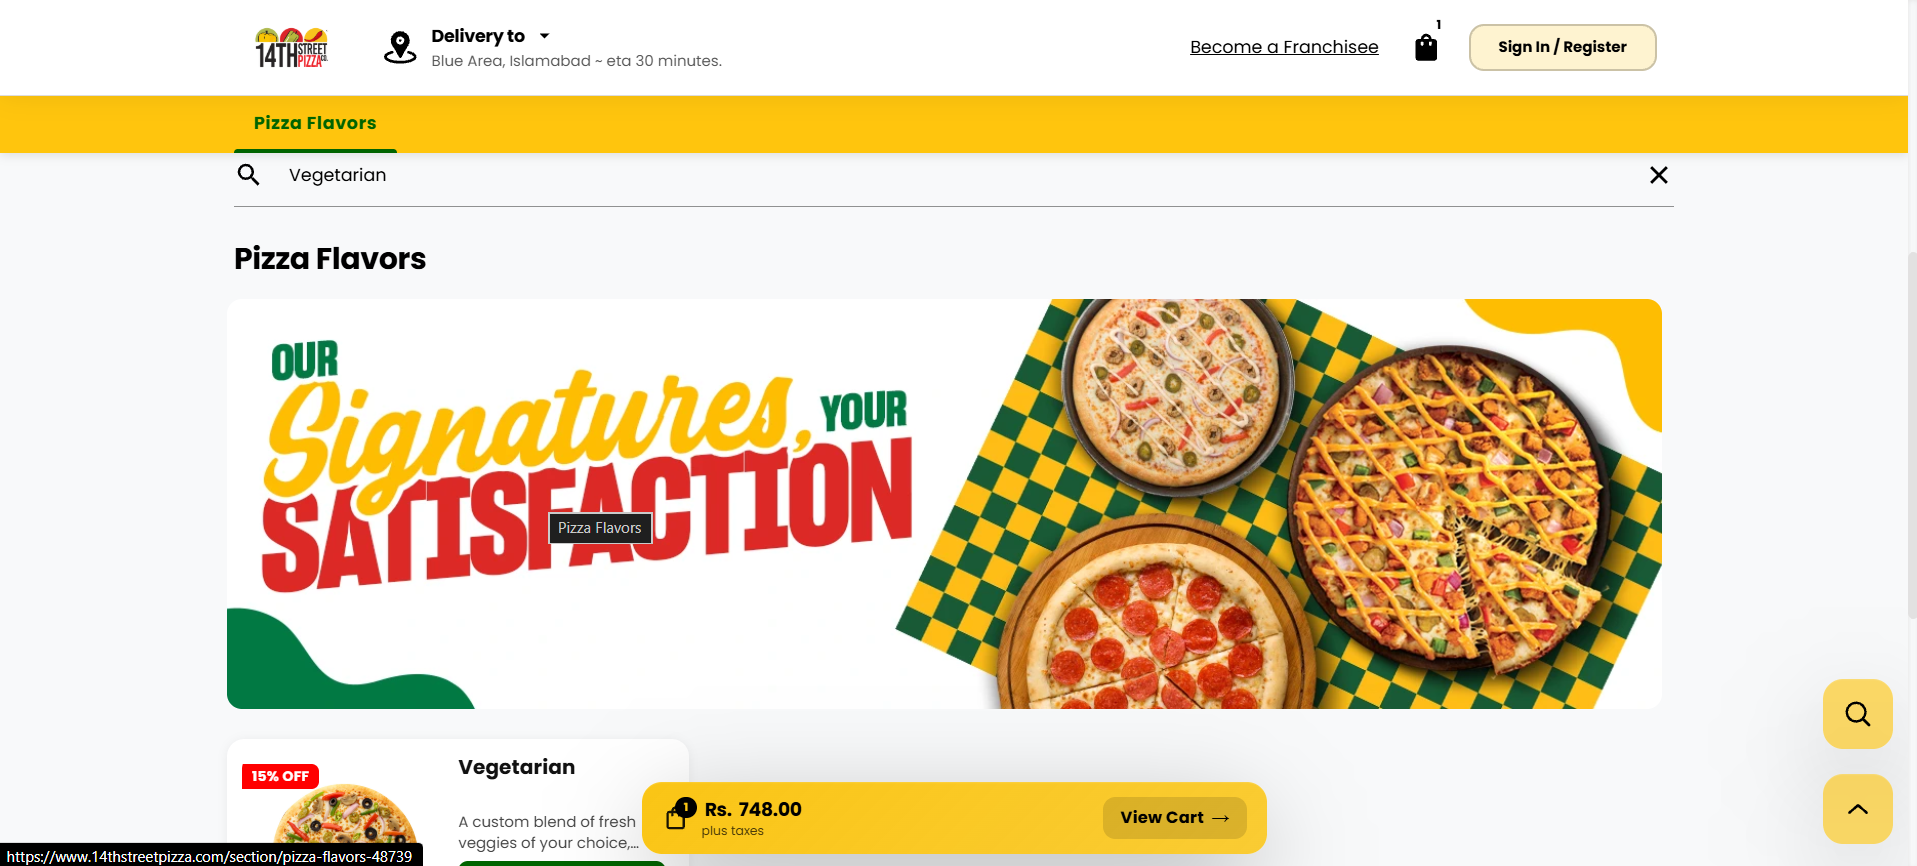 14TH STREET
PIZZA CO.
Delivery to
Blue Area, Islamabad ~ eta 30 minutes.
Become a Franchisee
1
Sign In / Register
Pizza Flavors
Vegetarian
Pizza Flavors
OUR
Signatures, YOUR
SATISFACTION
Pizza Flavors
15% OFF
Vegetarian
A custom blend of fresh
veggies of your choice,...
1
Rs. 748.00
plus taxes
View Cart →
https://www.14thstreetpizza.com/section/pizza-flavors-48739